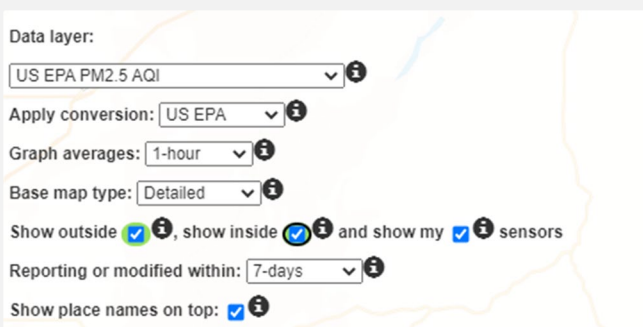 Data layer:
US EPA PM2.5 AQI
Apply conversion: US EPA
Graph averages: 1-hour
Base map type: Detailed
Show outside , show inside and show my sensors
Reporting or modified within: 7-days
Show place names on top: